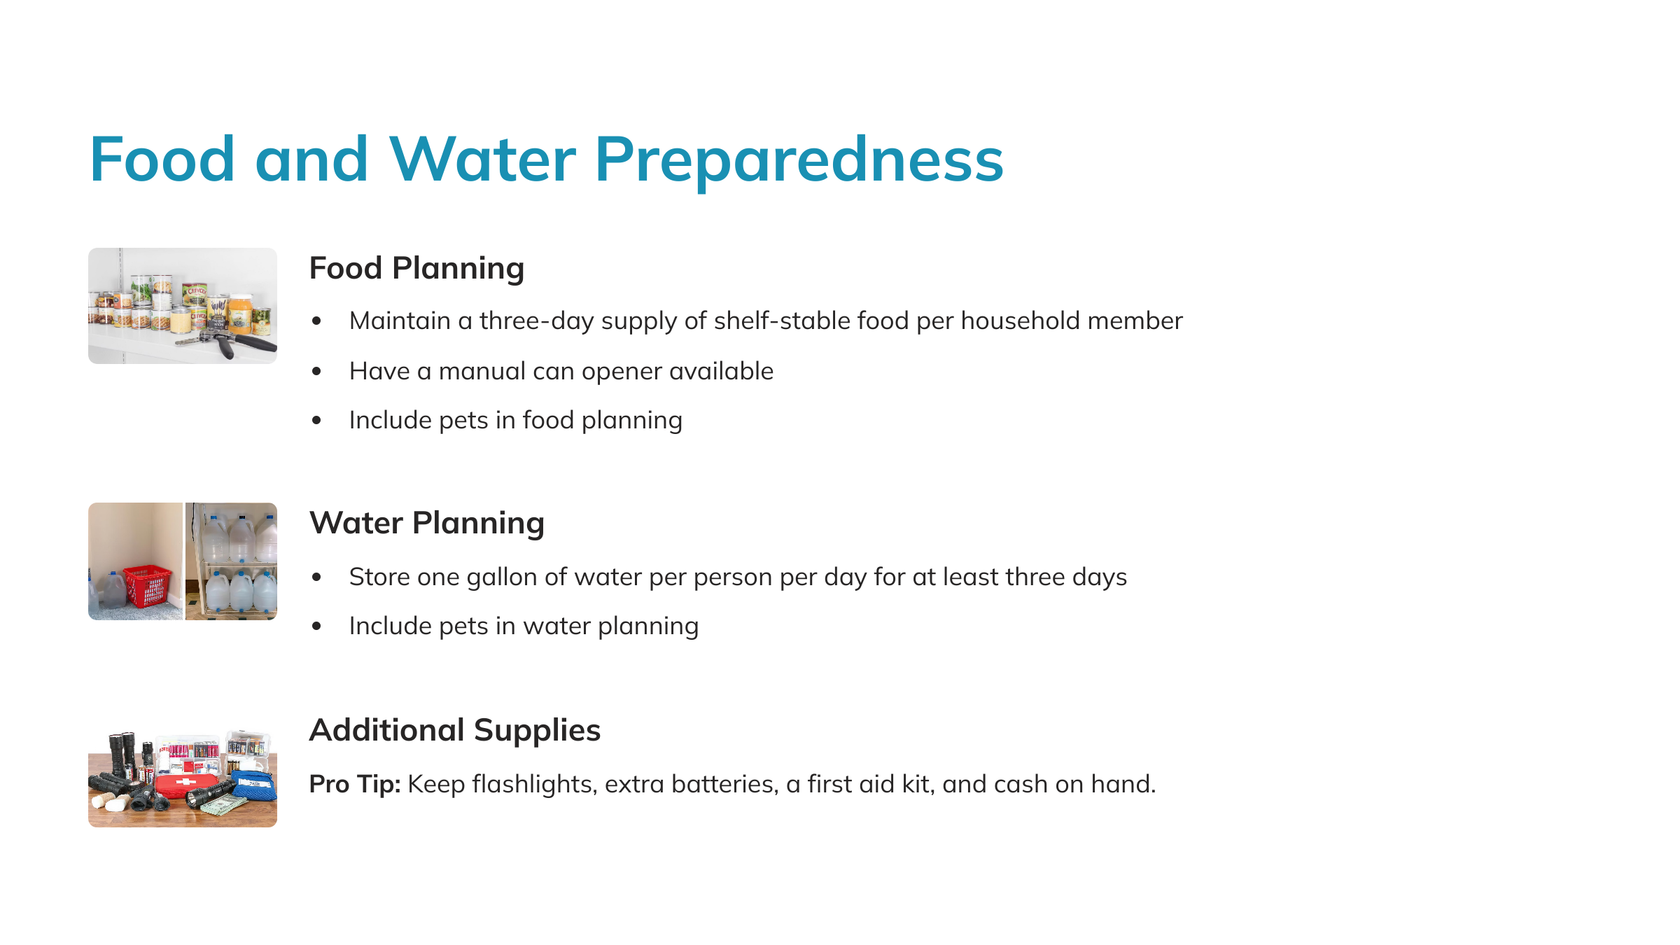 Food and Water Preparedness
Food Planning
• Maintain a three-day supply of shelf-stable food per household member
• Have a manual can opener available
• Include pets in food planning
Water Planning
• Store one gallon of water per person per day for at least three days
• Include pets in water planning
Additional Supplies
Pro Tip: Keep flashlights, extra batteries, a first aid kit, and cash on hand.